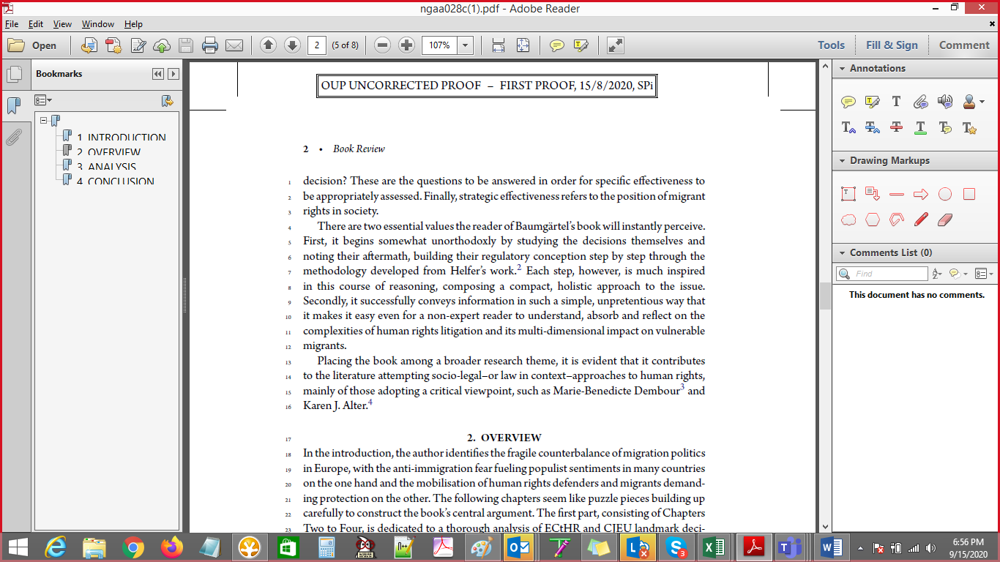 ngaa028c(1).pdf - Adobe Reader
File Edit View Window Help
Open 2 (5 of 8) 107% Tools Fill & Sign Comment
Bookmarks
1 INTRODUCTION
2 OVERVIEW
3 ANALYSIS
4 CONCLUSION
OUP UNCORRECTED PROOF – FIRST PROOF, 15/8/2020, SPi
2 • Book Review
1 decision? These are the questions to be answered in order for specific effectiveness to
2 be appropriately assessed. Finally, strategic effectiveness refers to the position of migrant
3 rights in society.
4 There are two essential values the reader of Baumgärtel's book will instantly perceive.
5 First, it begins somewhat unorthodoxly by studying the decisions themselves and
6 noting their aftermath, building their regulatory conception step by step through the
7 methodology developed from Helfer's work.2 Each step, however, is much inspired
8 in this course of reasoning, composing a compact, holistic approach to the issue.
9 Secondly, it successfully conveys information in such a simple, unpretentious way that
10 it makes it easy even for a non-expert reader to understand, absorb and reflect on the
11 complexities of human rights litigation and its multi-dimensional impact on vulnerable
12 migrants.
13 Placing the book among a broader research theme, it is evident that it contributes
14 to the literature attempting socio-legal–or law in context–approaches to human rights,
15 mainly of those adopting a critical viewpoint, such as Marie-Benedicte Dembour3 and
16 Karen J. Alter.4
17 2. OVERVIEW
18 In the introduction, the author identifies the fragile counterbalance of migration politics
19 in Europe, with the anti-immigration fear fueling populist sentiments in many countries
20 on the one hand and the mobilisation of human rights defenders and migrants demand-
21 ing protection on the other. The following chapters seem like puzzle pieces building up
22 carefully to construct the book's central argument. The first part, consisting of Chapters
23 Two to Four, is dedicated to a thorough analysis of ECtHR and CJEU landmark deci-
Annotations
Drawing Markups
Comments List (0)
Find
This document has no comments.
6:56 PM
9/15/2020